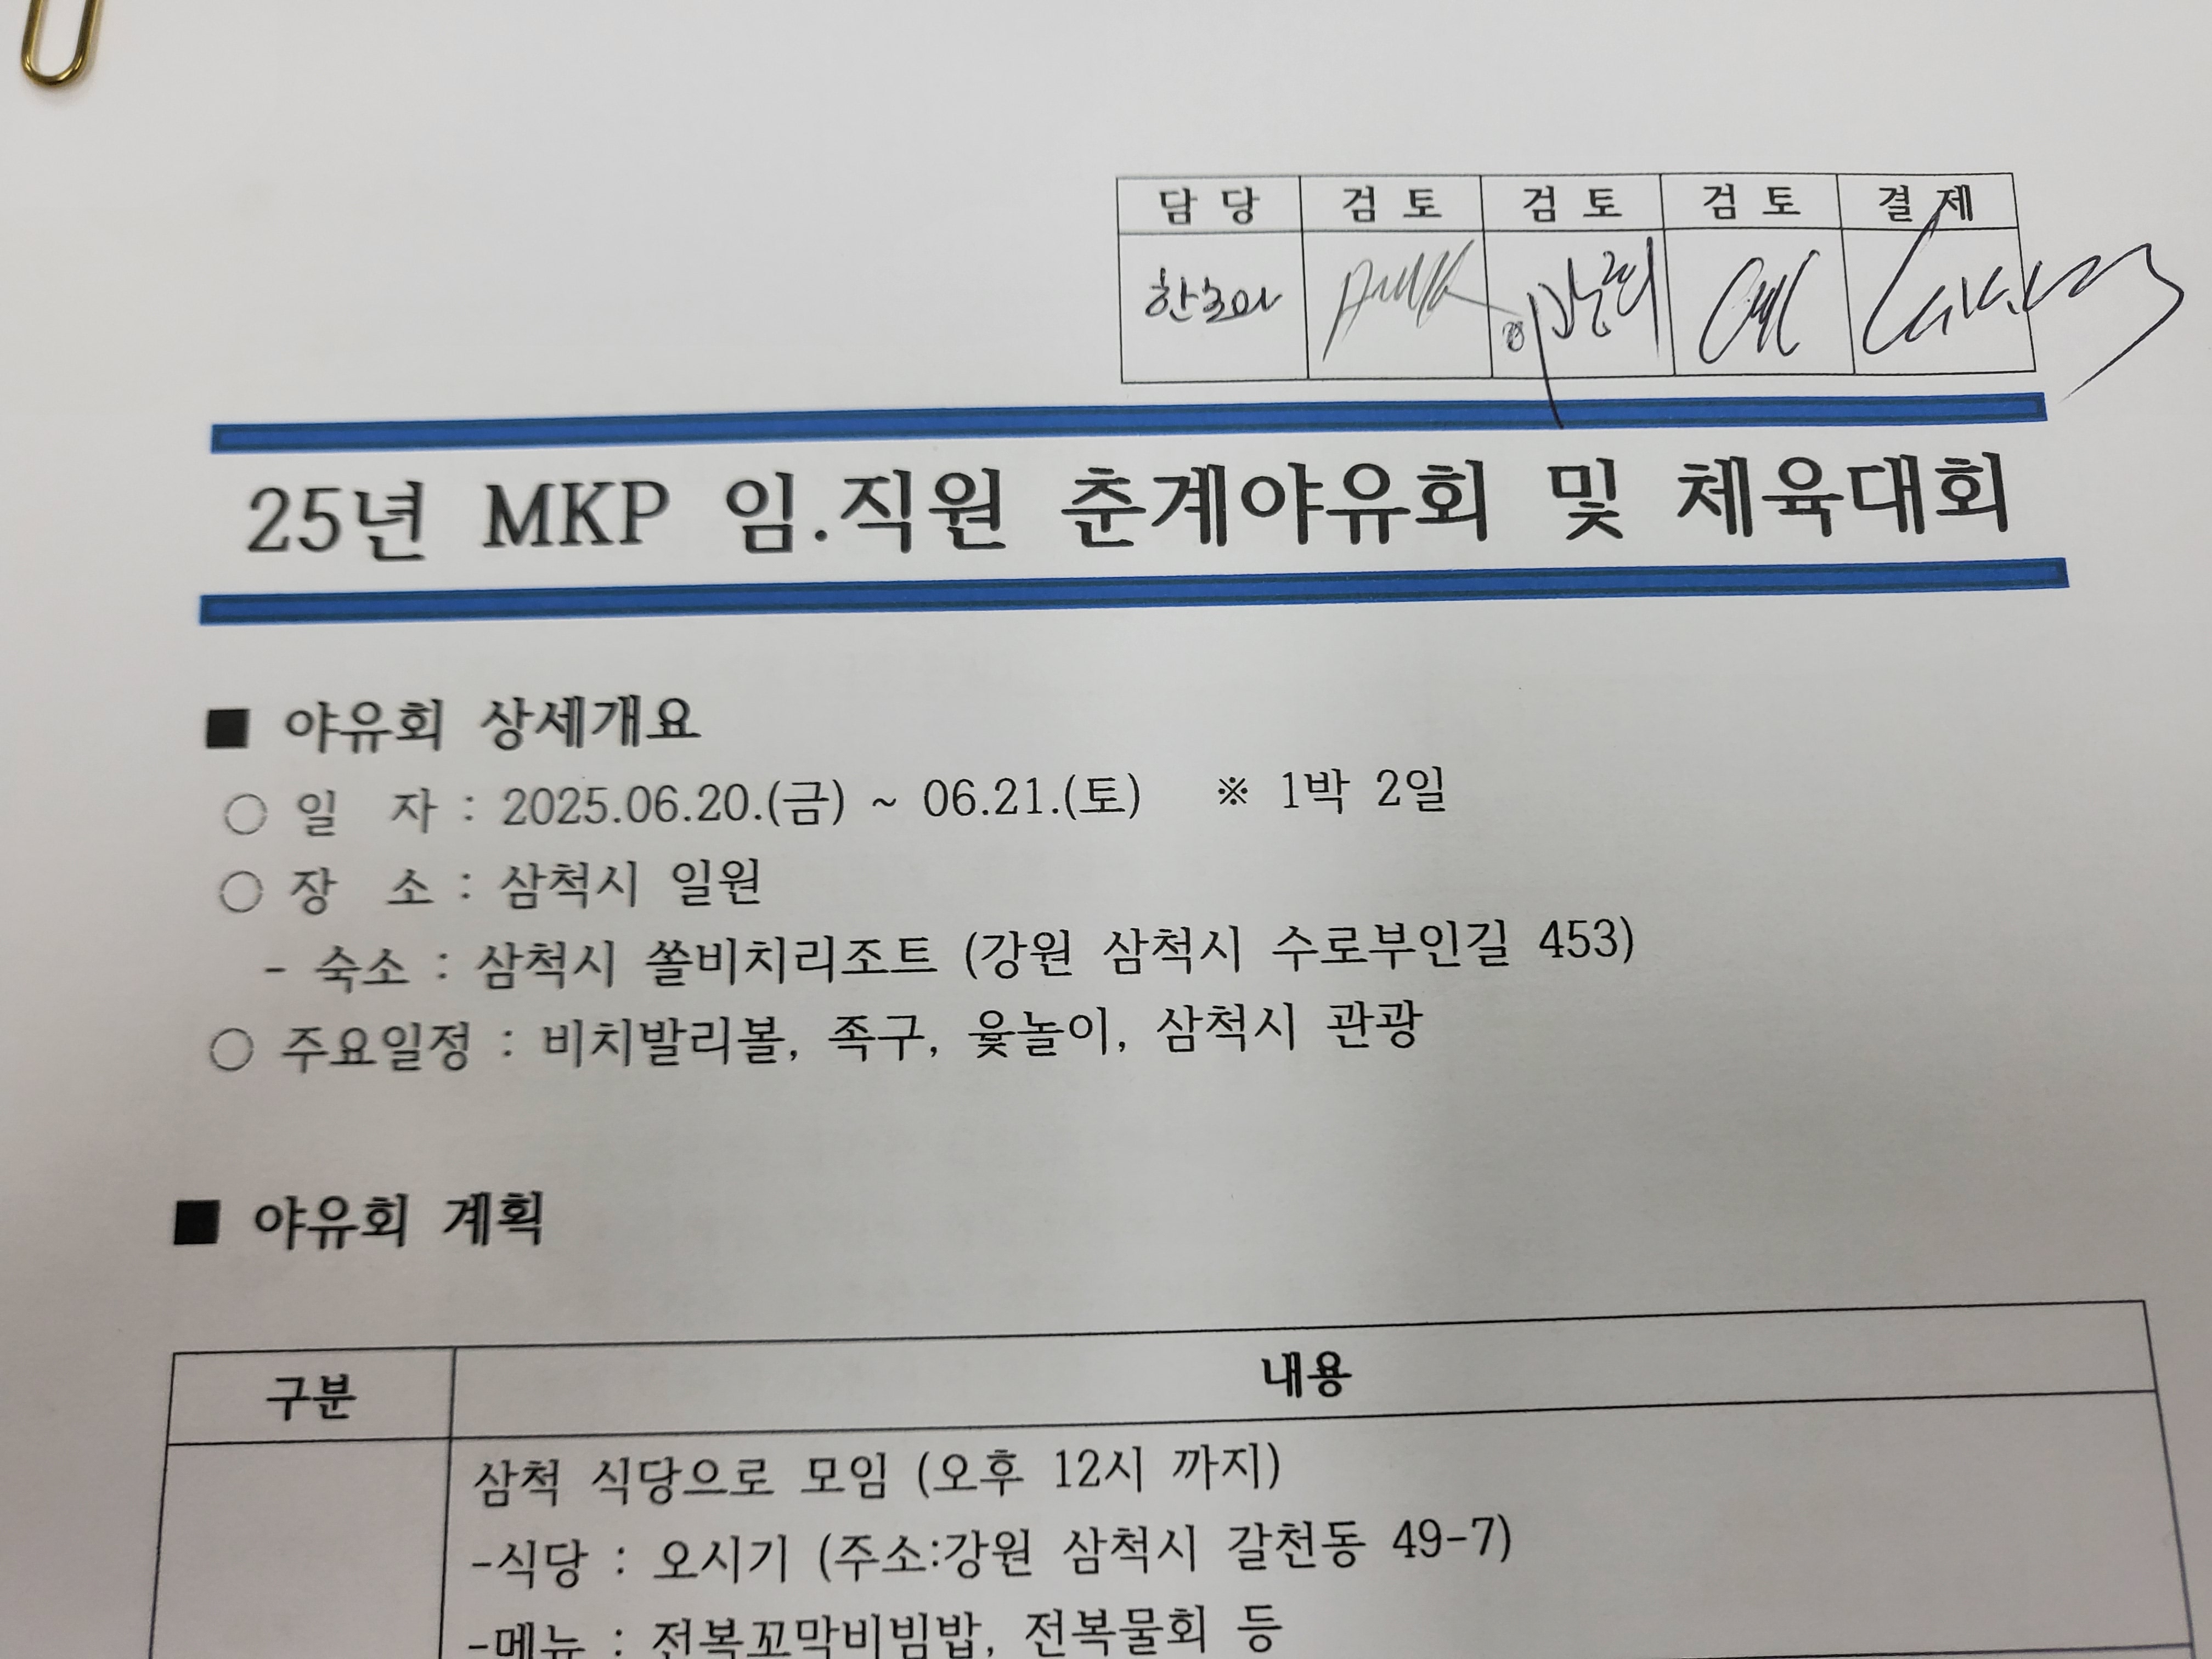 담 당 검 토 검 토 검 토 결 제
25년 MKP 임.직원 춘계야유회 및 체육대회
■ 야유회 상세개요
○ 일 자 : 2025.06.20.(금) ~ 06.21.(토) ※ 1박 2일
○ 장 소 : 삼척시 일원
- 숙소 : 삼척시 쏠비치리조트 (강원 삼척시 수로부인길 453)
○ 주요일정 : 비치발리볼, 족구, 윷놀이, 삼척시 관광
■ 야유회 계획
구분 내용
삼척 식당으로 모임 (오후 12시 까지)
-식당 : 오시기 (주소:강원 삼척시 갈천동 49-7)
-메뉴 : 전복꼬막비빔밥, 전복물회 등